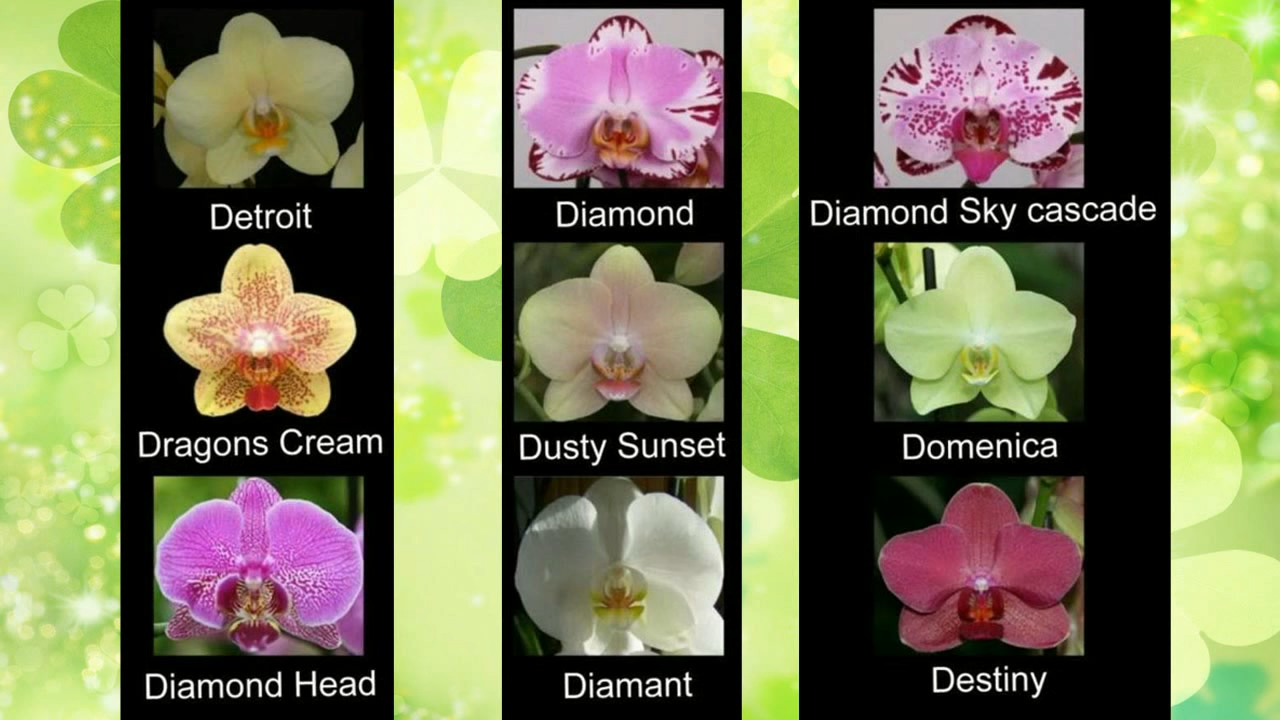 Detroit
Diamond
Diamond Sky cascade
Dragons Cream
Dusty Sunset
Domenica
Diamond Head
Diamant
Destiny